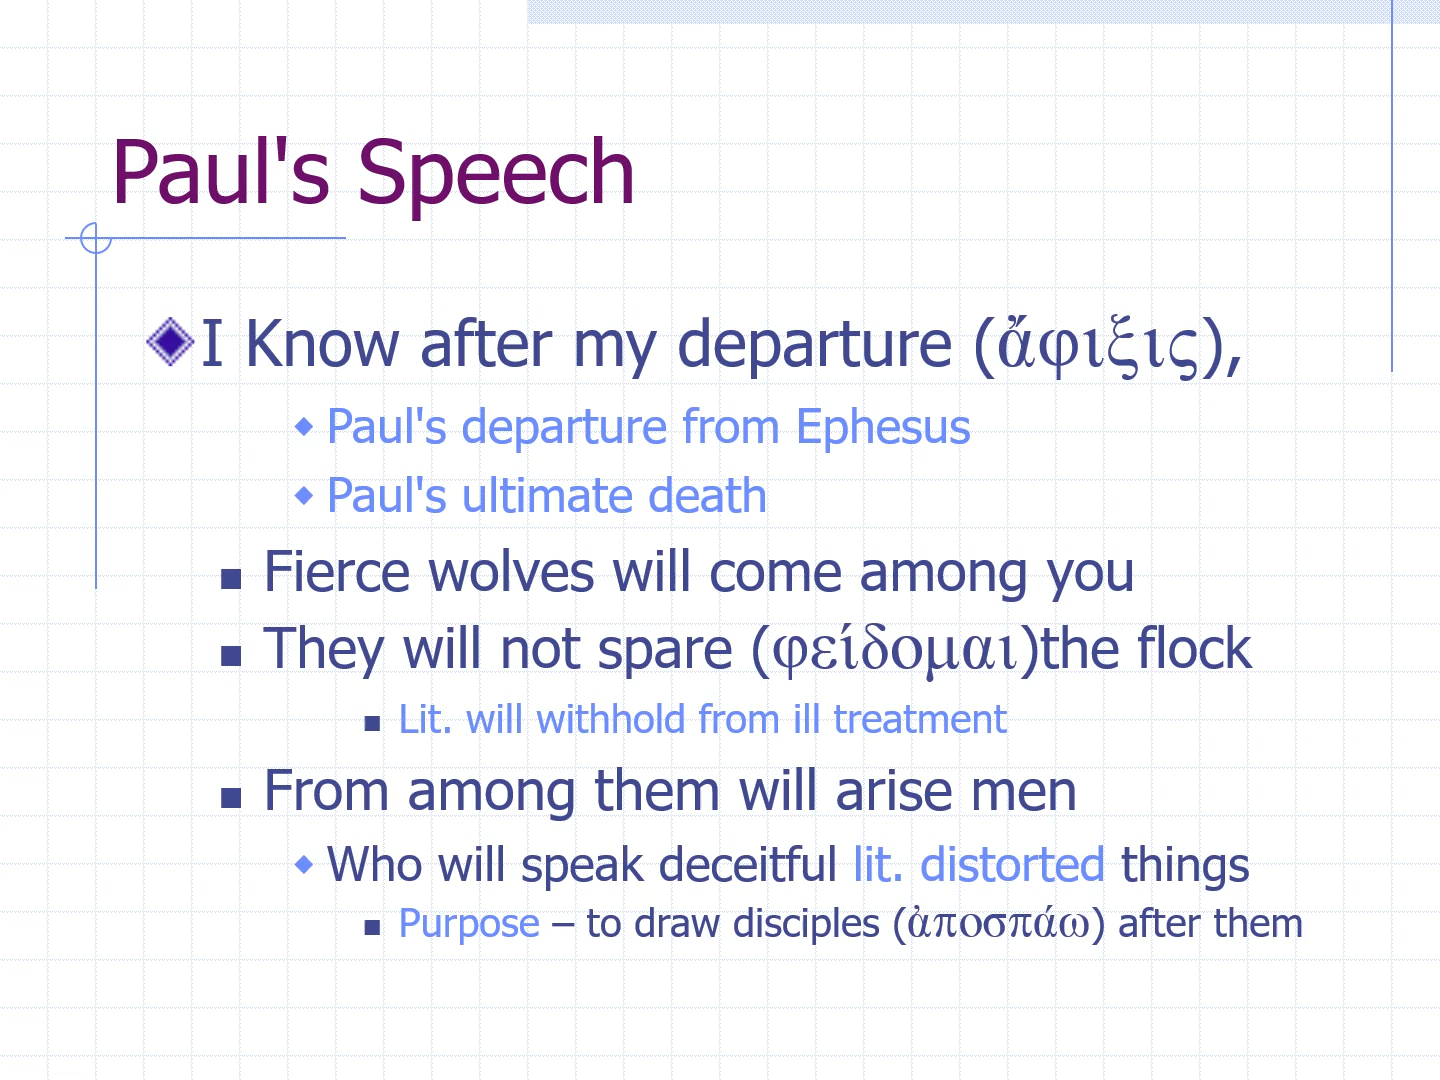 Paul's Speech
I Know after my departure (ἄφιξις),
Paul's departure from Ephesus
Paul's ultimate death
Fierce wolves will come among you
They will not spare (φείδομαι)the flock
Lit. will withhold from ill treatment
From among them will arise men
Who will speak deceitful lit. distorted things
Purpose – to draw disciples (ἀποσπάω) after them